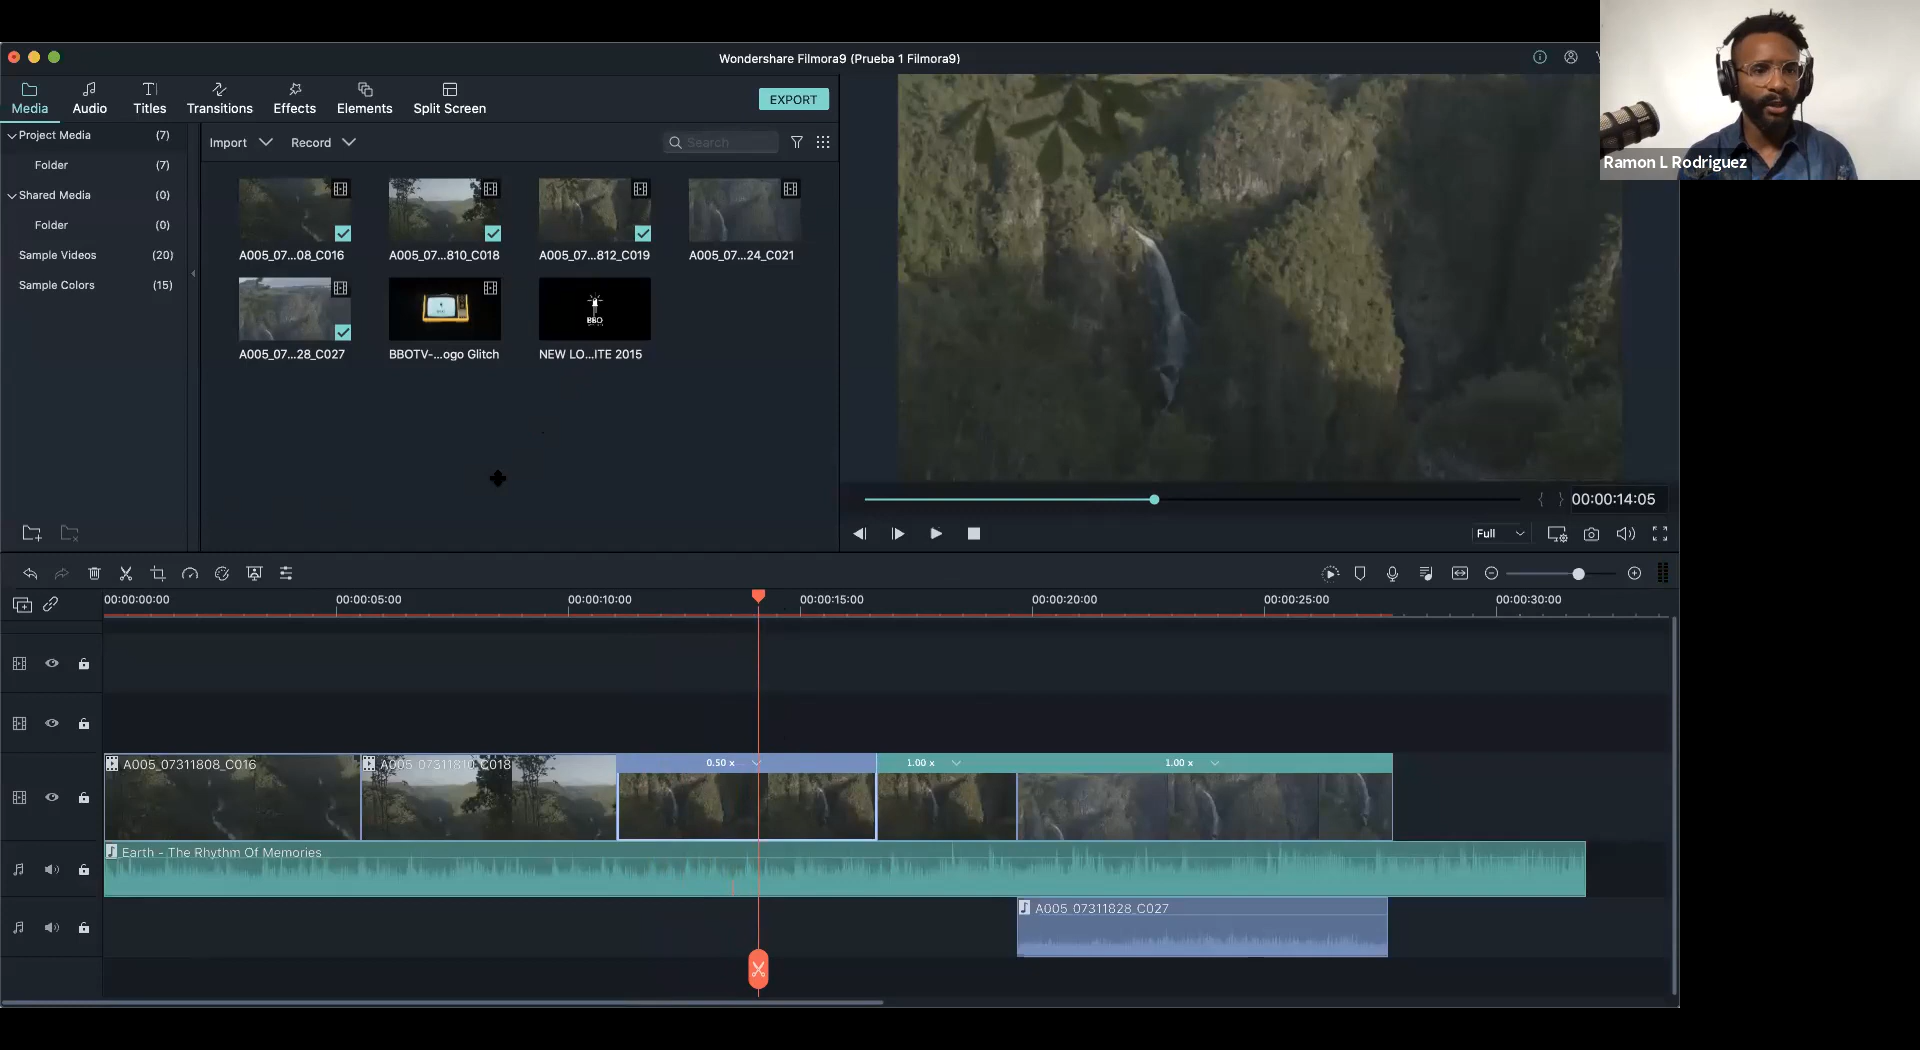 Wondershare Filmora9 (Prueba 1 Filmora9)
Ramon L Rodriguez
Media
Audio
Titles
Transitions
Effects
Elements
Split Screen
EXPORT
Project Media (7)
Folder (7)
Shared Media (0)
Folder (0)
Sample Videos (20)
Sample Colors (15)
Import
Record
Search
A005_07...08_C016
A005_07...810_C018
A005_07...812_C019
A005_07...24_C021
BBO
A005_07...28_C027
BBOTV-...ogo Glitch
NEW LO...ITE 2015
00:00:14:05
Full
00:00:00:00
00:00:05:00
00:00:10:00
00:00:15:00
00:00:20:00
00:00:25:00
00:00:30:00
A005_07311808_C016
A005_07311810_C018
0.50 x
1.00 x
1.00 x
Earth - The Rhythm Of Memories
A005_07311828_C027